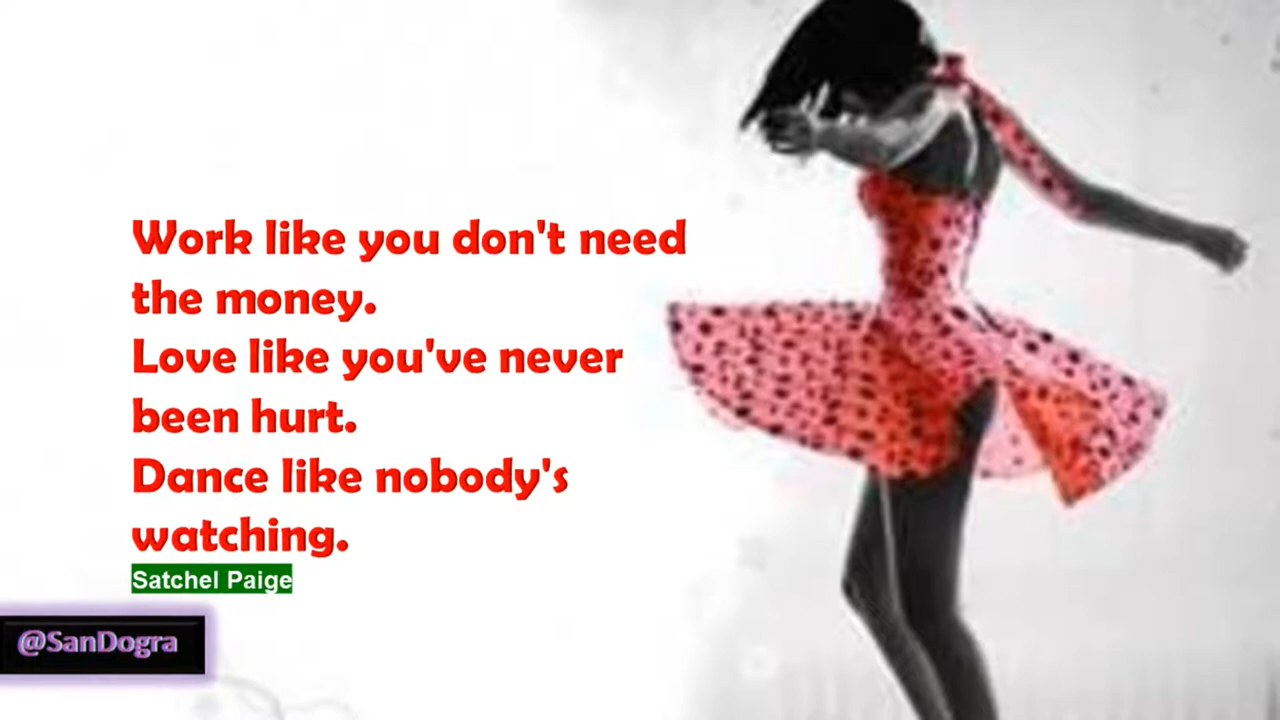 Work like you don't need
the money.
Love like you've never
been hurt.
Dance like nobody's
watching.
Satchel Paige
@SanDogra